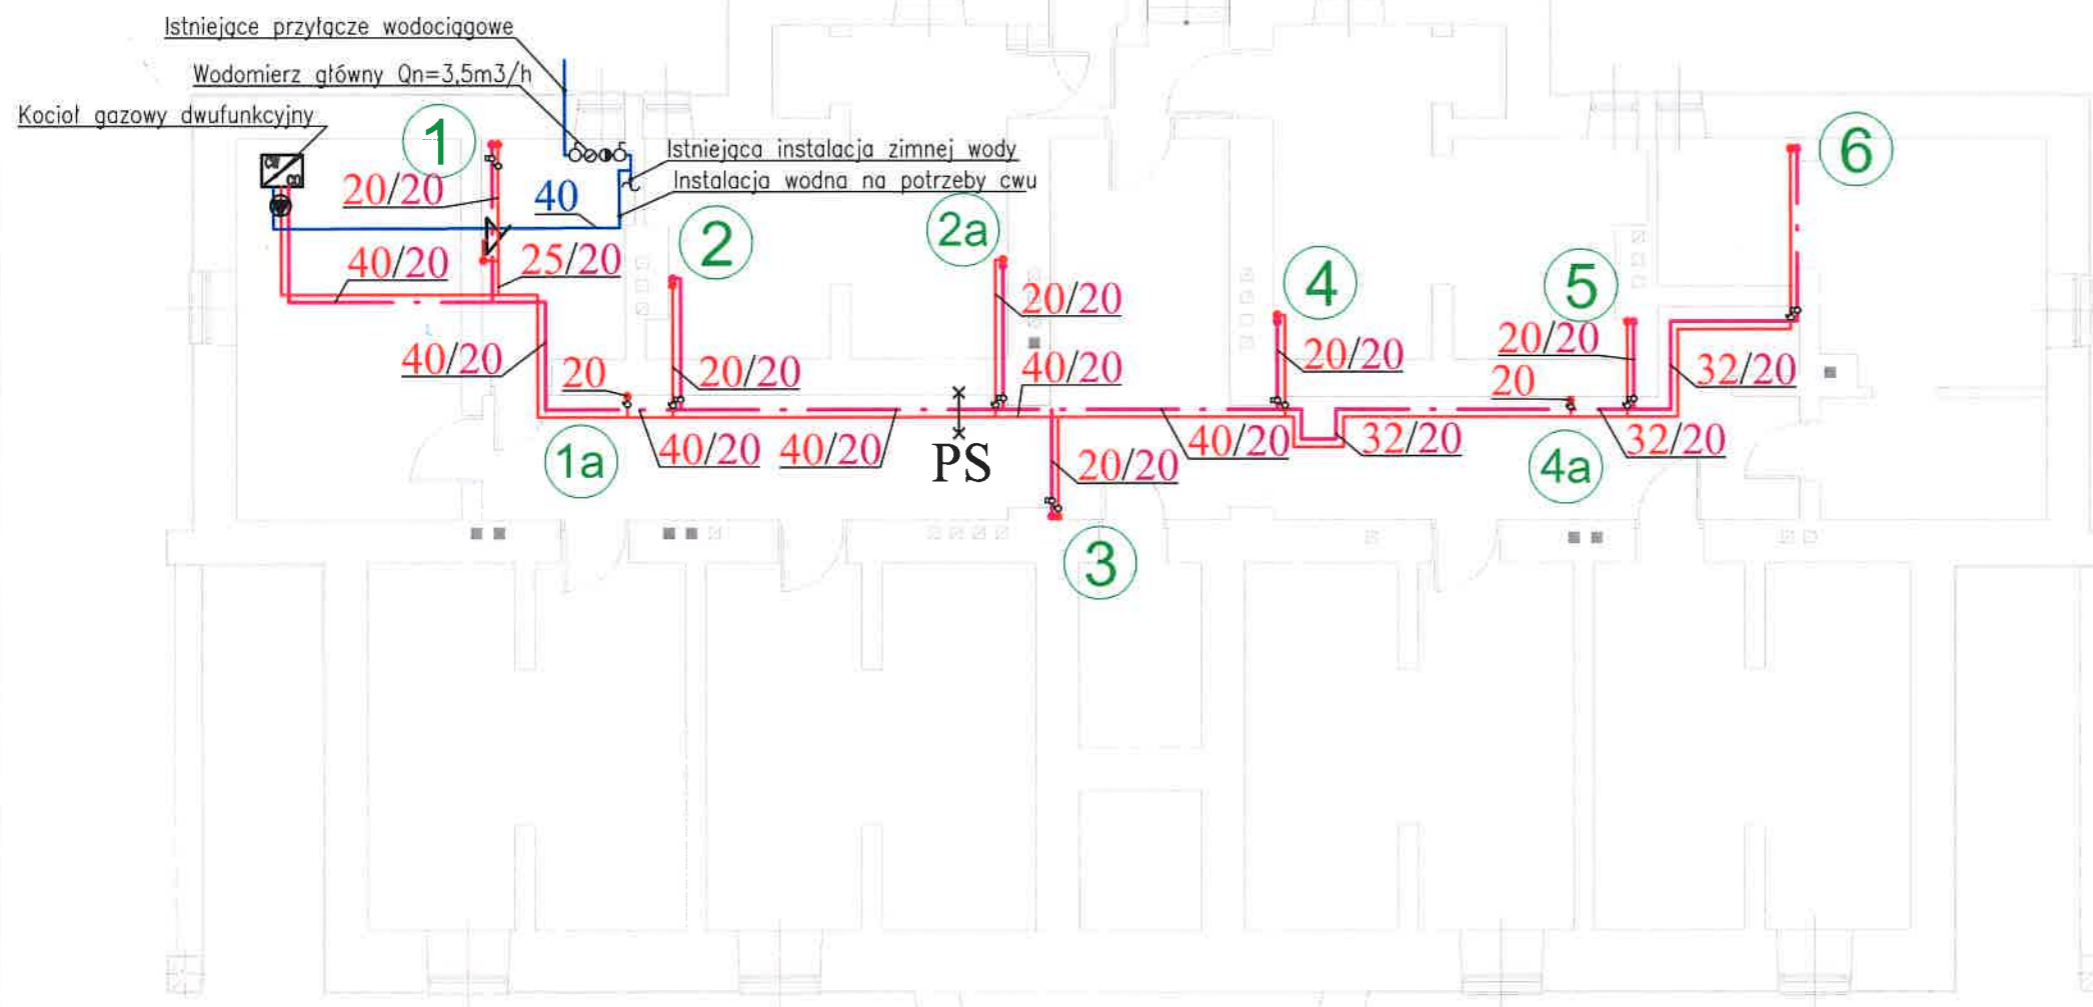 Istniejące przyłącze wodociągowe
Wodomierz główny Qn=3,5m3/h
Kocioł gazowy dwufunkcyjny
1
Istniejąca instalacja zimnej wody
Instalacja wodna na potrzeby cwu
6
CW
CO
20/20
40
2
2a
40/20
25/20
4
5
20/20
40/20
20
20/20
40/20
20/20
20/20
20
32/20
1a
40/20
40/20
PS
20/20
40/20
32/20
4a
32/20
3